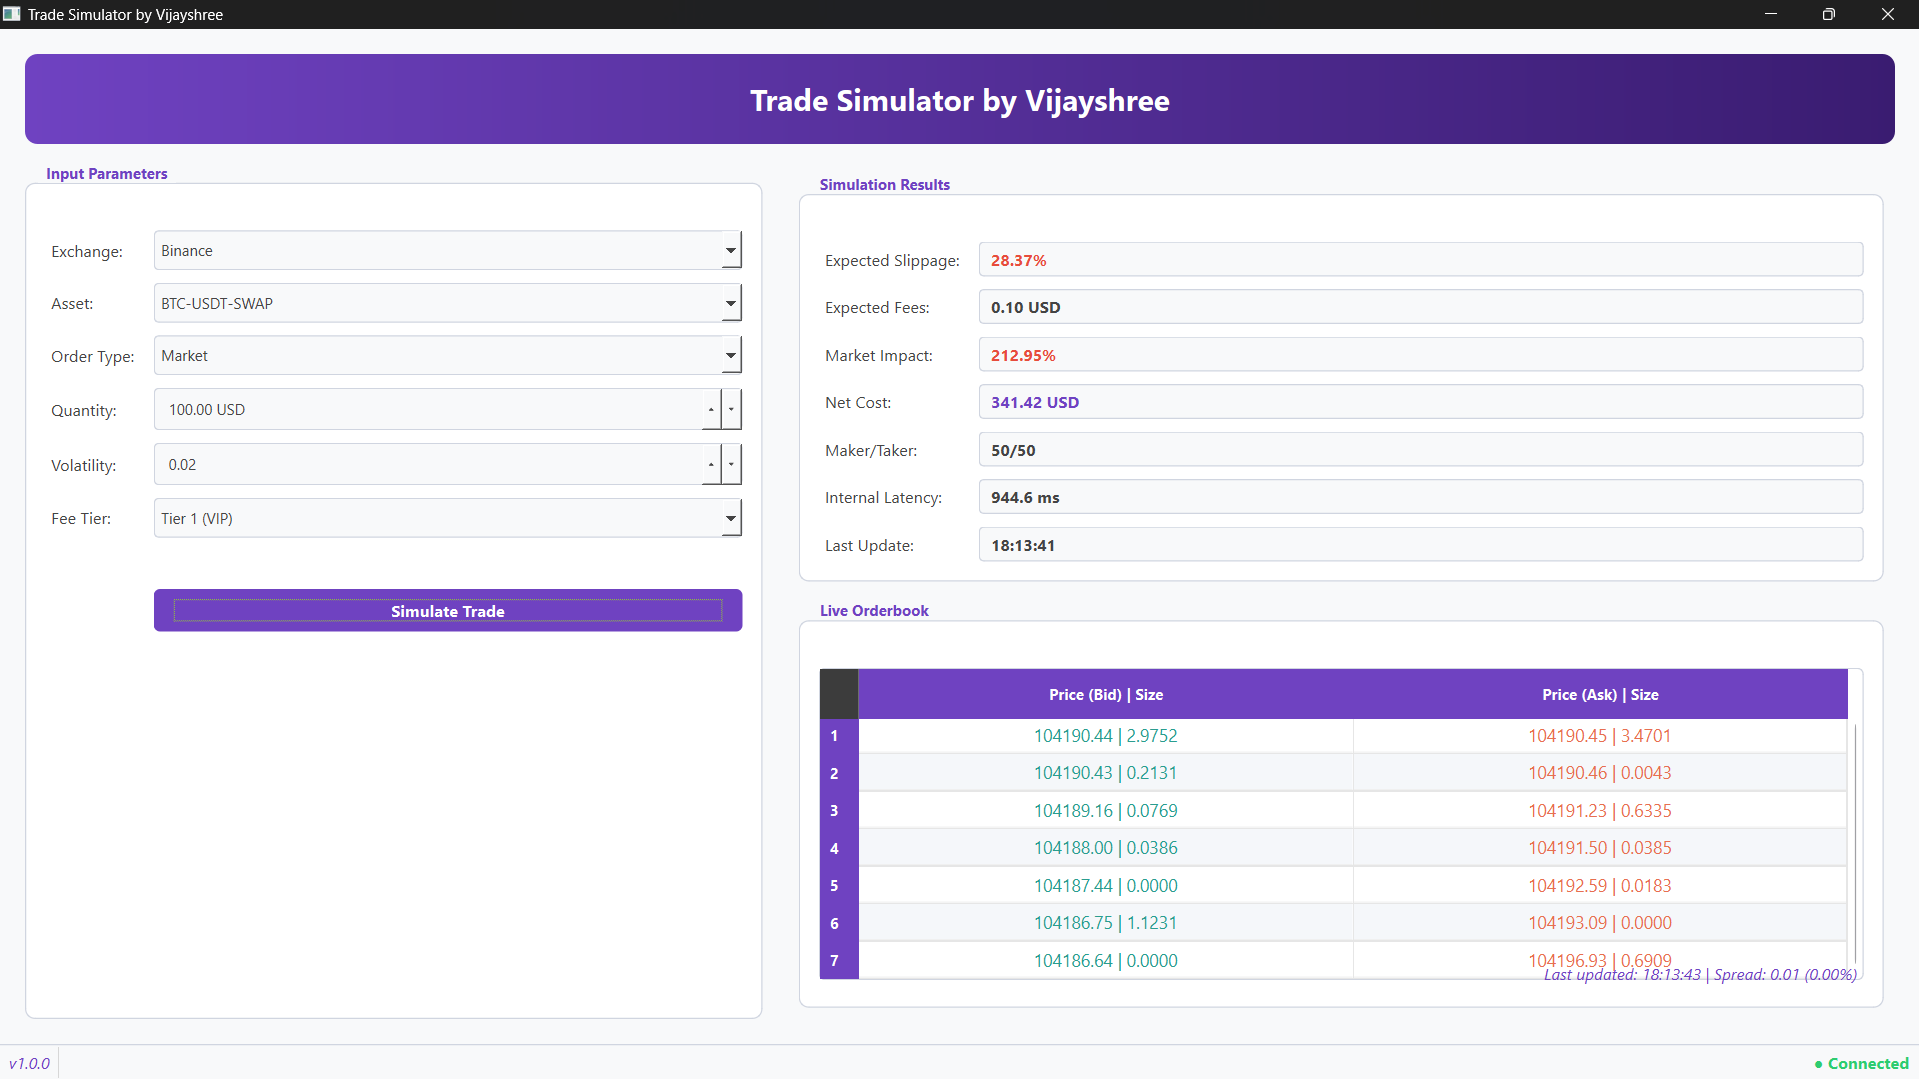 Trade Simulator by Vijayshree
Trade Simulator by Vijayshree
Input Parameters
Exchange: Binance
Asset: BTC-USDT-SWAP
Order Type: Market
Quantity: 100.00 USD
Volatility: 0.02
Fee Tier: Tier 1 (VIP)
Simulate Trade
Simulation Results
Expected Slippage: 28.37%
Expected Fees: 0.10 USD
Market Impact: 212.95%
Net Cost: 341.42 USD
Maker/Taker: 50/50
Internal Latency: 944.6 ms
Last Update: 18:13:41
Live Orderbook
Price (Bid) | Size Price (Ask) | Size
1 104190.44 | 2.9752 104190.45 | 3.4701
2 104190.43 | 0.2131 104190.46 | 0.0043
3 104189.16 | 0.0769 104191.23 | 0.6335
4 104188.00 | 0.0386 104191.50 | 0.0385
5 104187.44 | 0.0000 104192.59 | 0.0183
6 104186.75 | 1.1231 104193.09 | 0.0000
7 104186.64 | 0.0000 104196.93 | 0.6909
Last updated: 18:13:43 | Spread: 0.01 (0.00%)
v1.0.0
● Connected